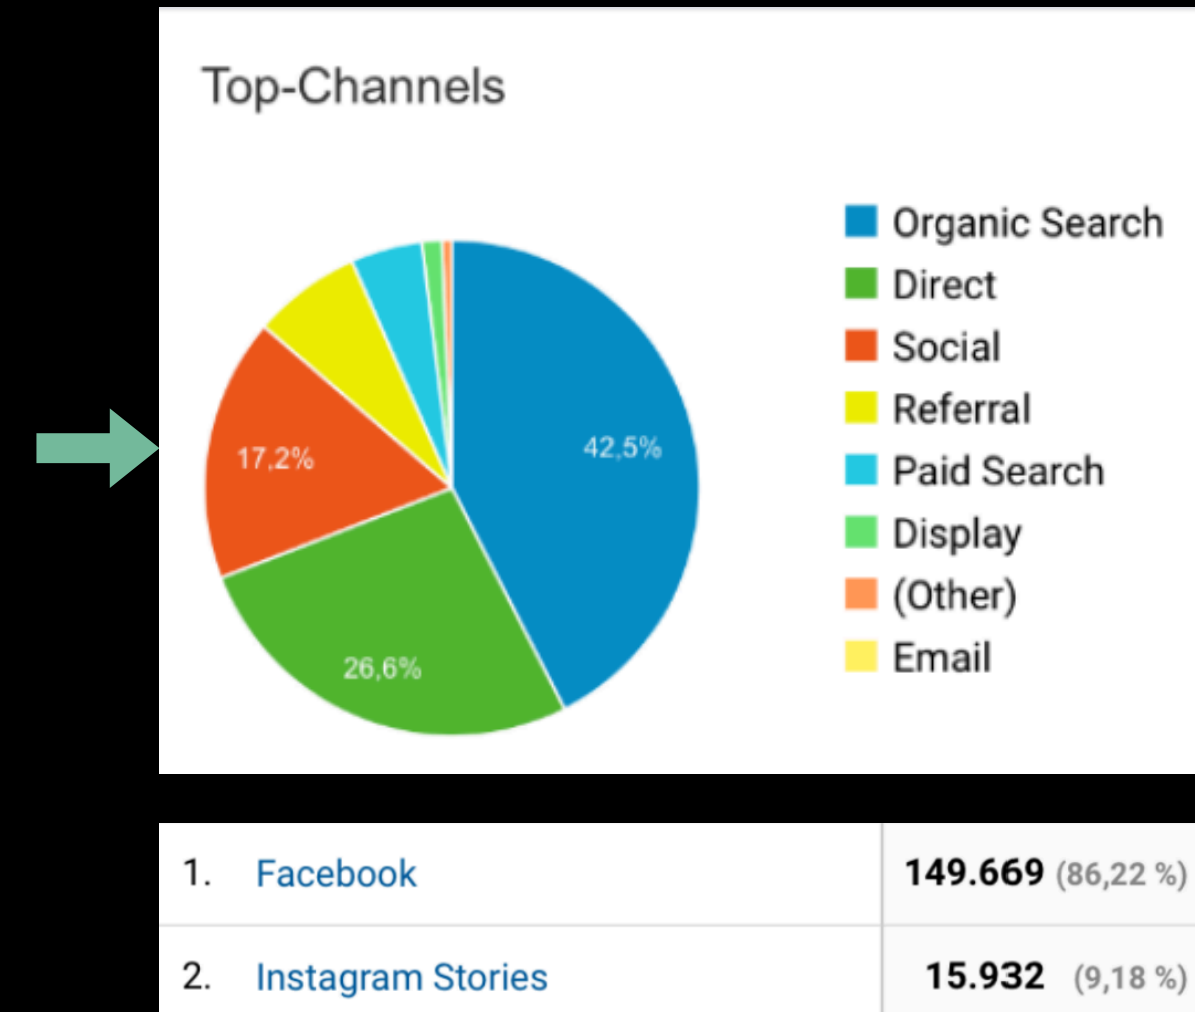 Top-Channels
Organic Search
Direct
Social
Referral
Paid Search
Display
(Other)
Email
42,5%
17,2%
26,6%
1. Facebook 149.669 (86,22 %)
2. Instagram Stories 15.932 (9,18 %)